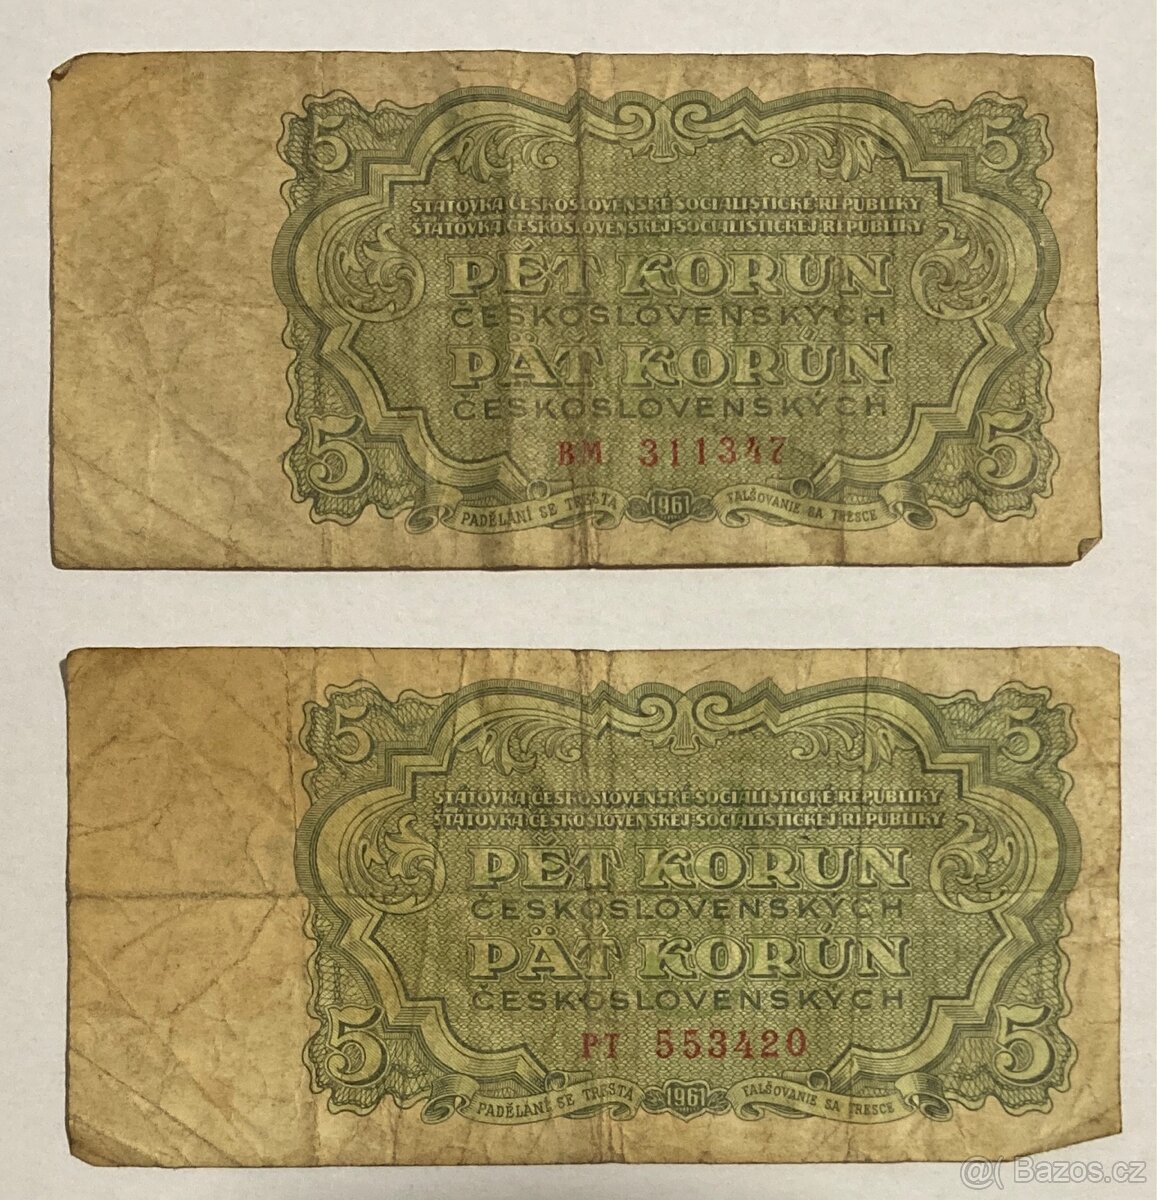 5 5
STÁTOVKA ČESKOSLOVENSKÉ SOCIALISTICKÉ REPUBLIKY
ŠTÁTOVKA ČESKOSLOVENSKEJ SOCIALISTICKEJ REPUBLIKY
PĚT KORUN
ČESKOSLOVENSKÝCH
PÄŤ KORÚN
ČESKOSLOVENSKÝCH
5 5
BM 311347
PADĚLÁNÍ SE TRESTÁ 1961 FALŠOVANIE SA TRESCE
5 5
STÁTOVKA ČESKOSLOVENSKÉ SOCIALISTICKÉ REPUBLIKY
ŠTÁTOVKA ČESKOSLOVENSKEJ SOCIALISTICKEJ REPUBLIKY
PĚT KORUN
ČESKOSLOVENSKÝCH
PÄŤ KORÚN
ČESKOSLOVENSKÝCH
5 5
PT 553420
PADĚLÁNÍ SE TRESTÁ 1961 FALŠOVANIE SA TRESCE
@( Bazos.cz